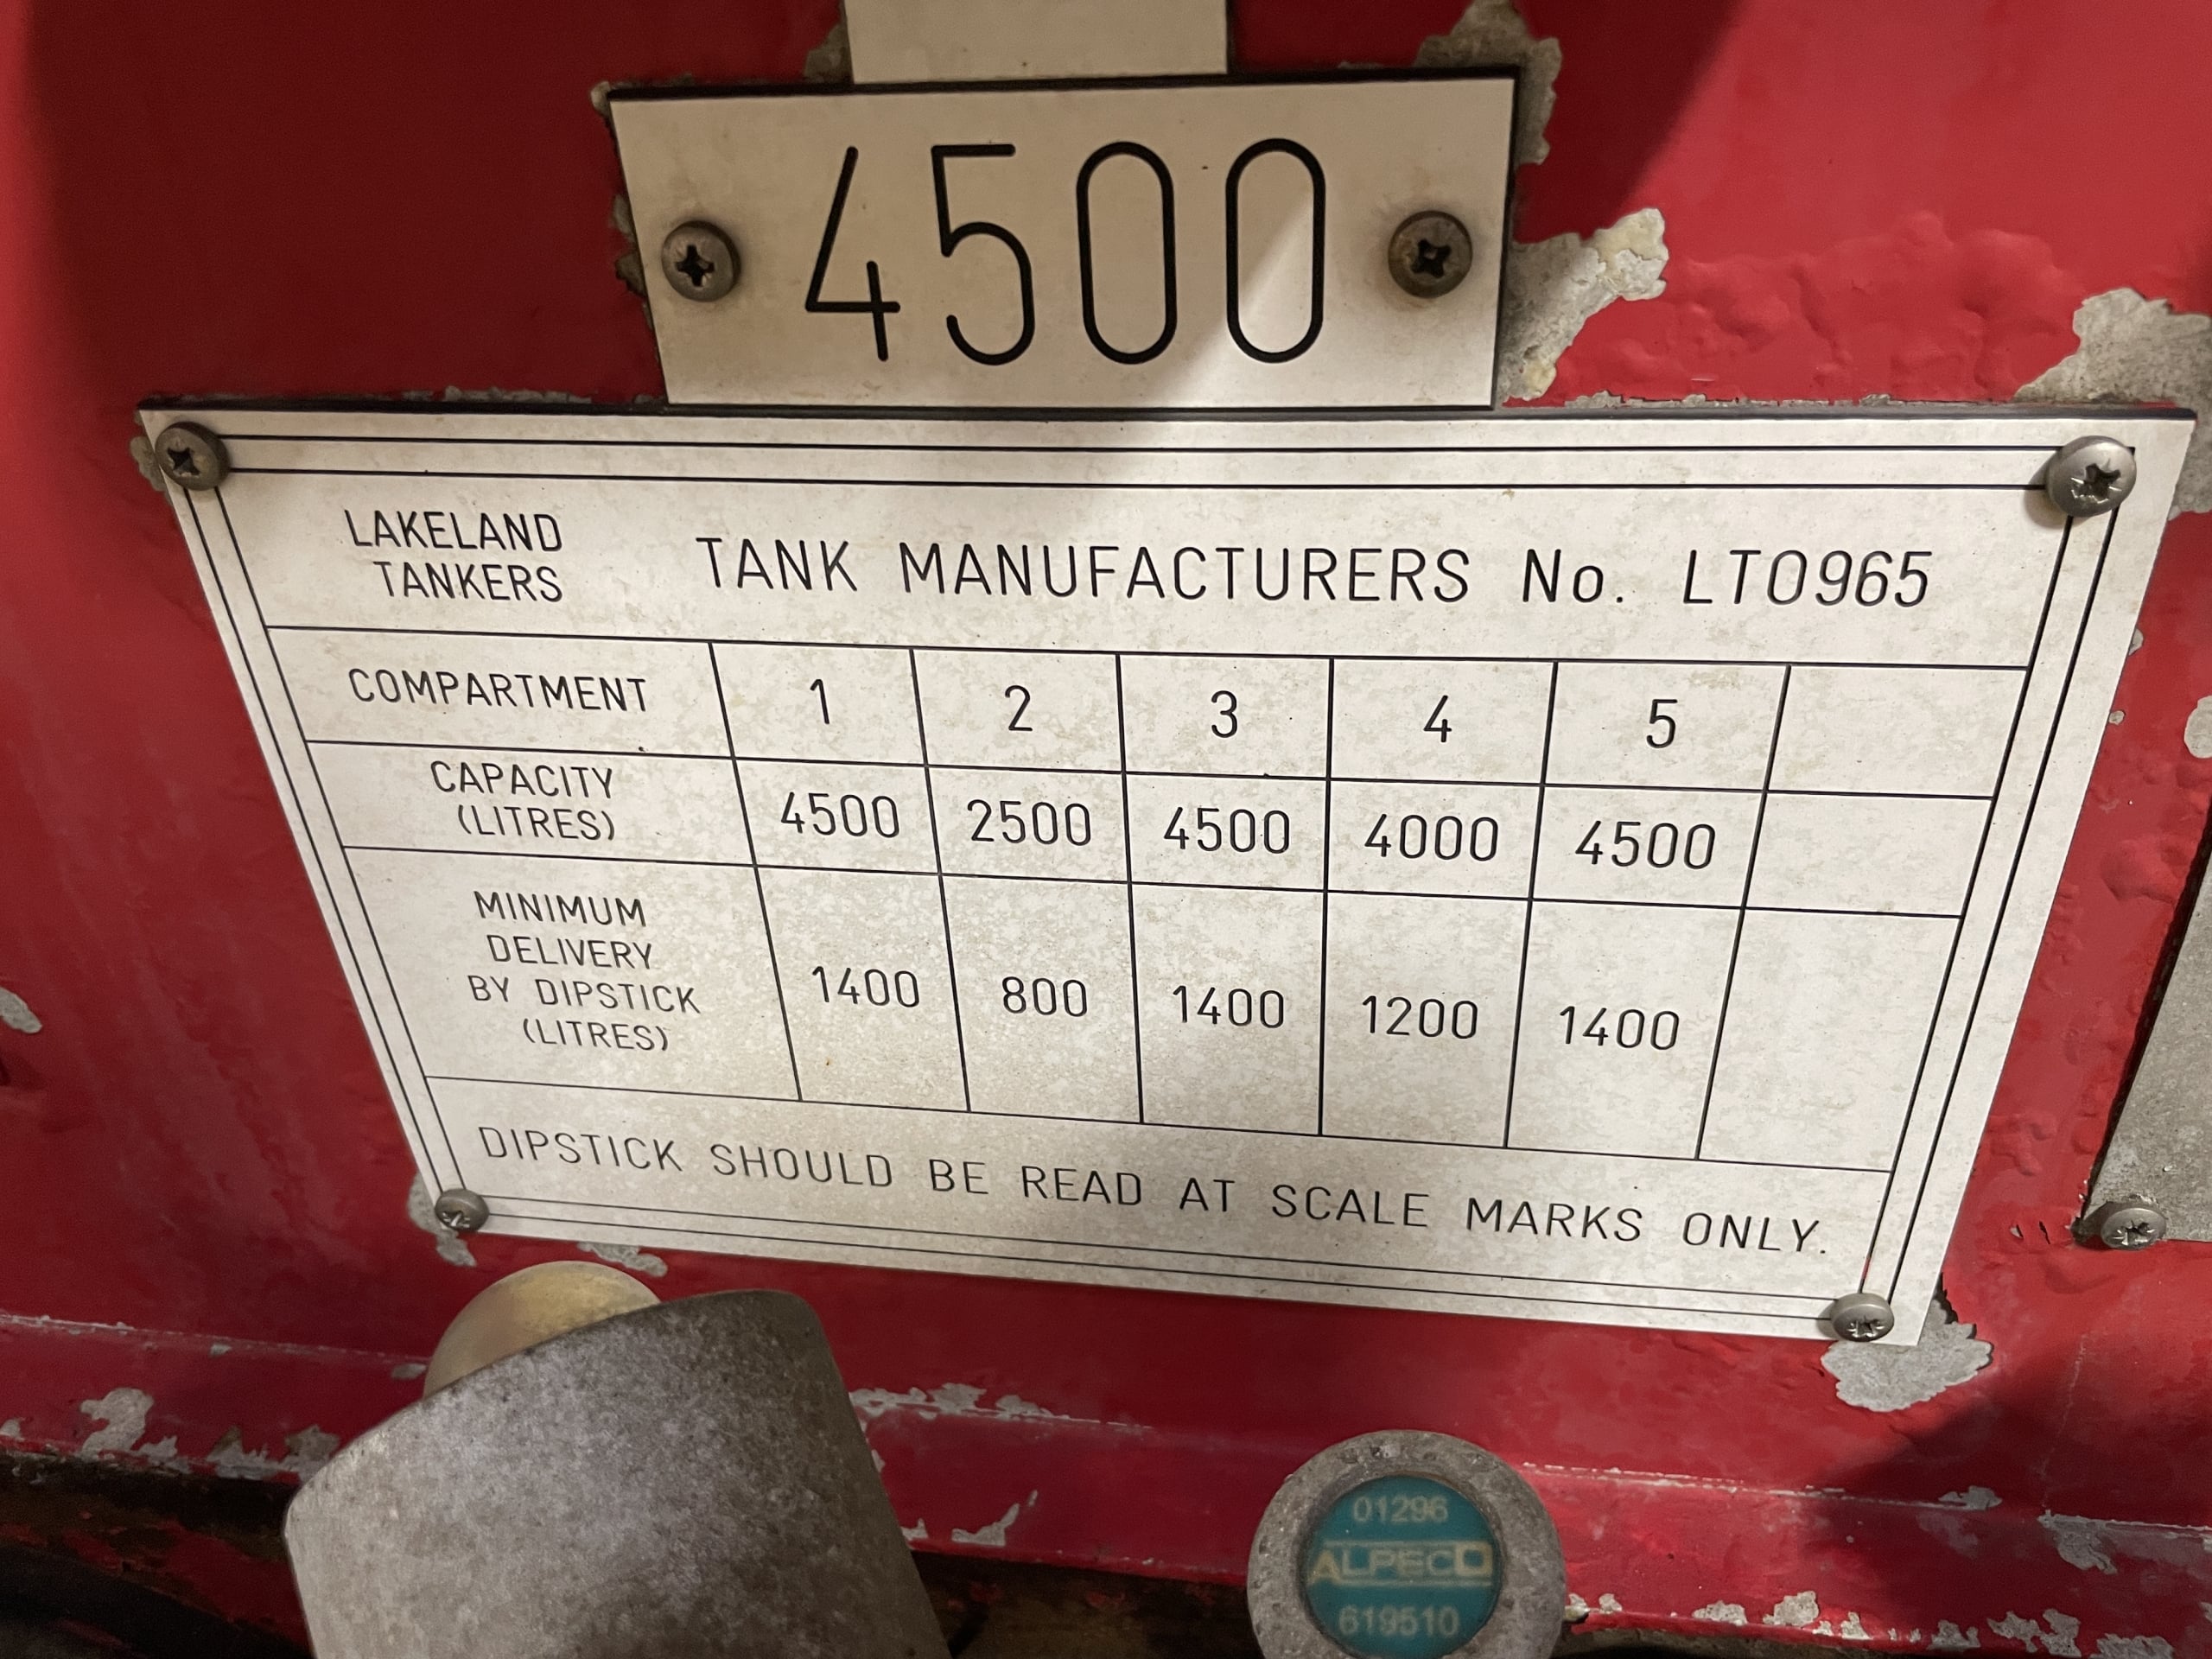 4500
LAKELAND
TANKERS
TANK MANUFACTURERS No. LT0965
COMPARTMENT 1 2 3 4 5
CAPACITY
(LITRES)
4500 2500 4500 4000 4500
MINIMUM
DELIVERY
BY DIPSTICK
(LITRES)
1400 800 1400 1200 1400
DIPSTICK SHOULD BE READ AT SCALE MARKS ONLY.
01296
ALPECO
619510